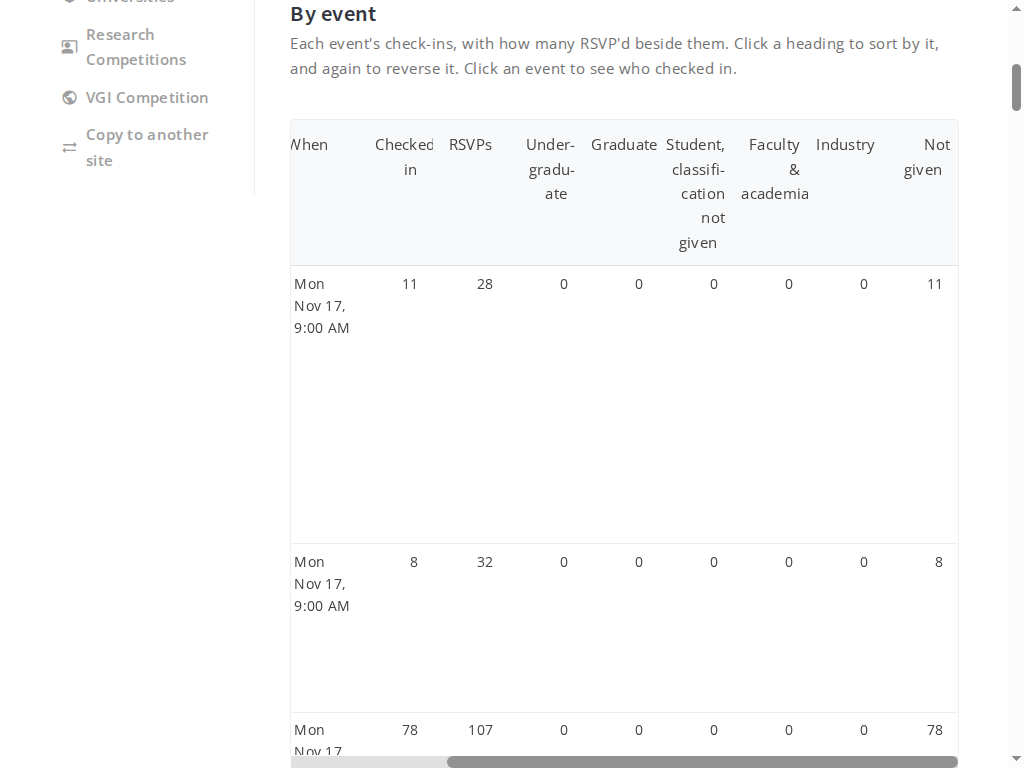 Research
Competitions
VGI Competition
Copy to another
site
By event
Each event's check-ins, with how many RSVP'd beside them. Click a heading to sort by it,
and again to reverse it. Click an event to see who checked in.
When Checked in RSVPs Under-gradu-ate Graduate Student, classifi-cation not given Faculty & academia Industry Not given
Mon 11 28 0 0 0 0 0 11
Nov 17,
9:00 AM
Mon 8 32 0 0 0 0 0 8
Nov 17,
9:00 AM
Mon 78 107 0 0 0 0 0 78
Nov 17